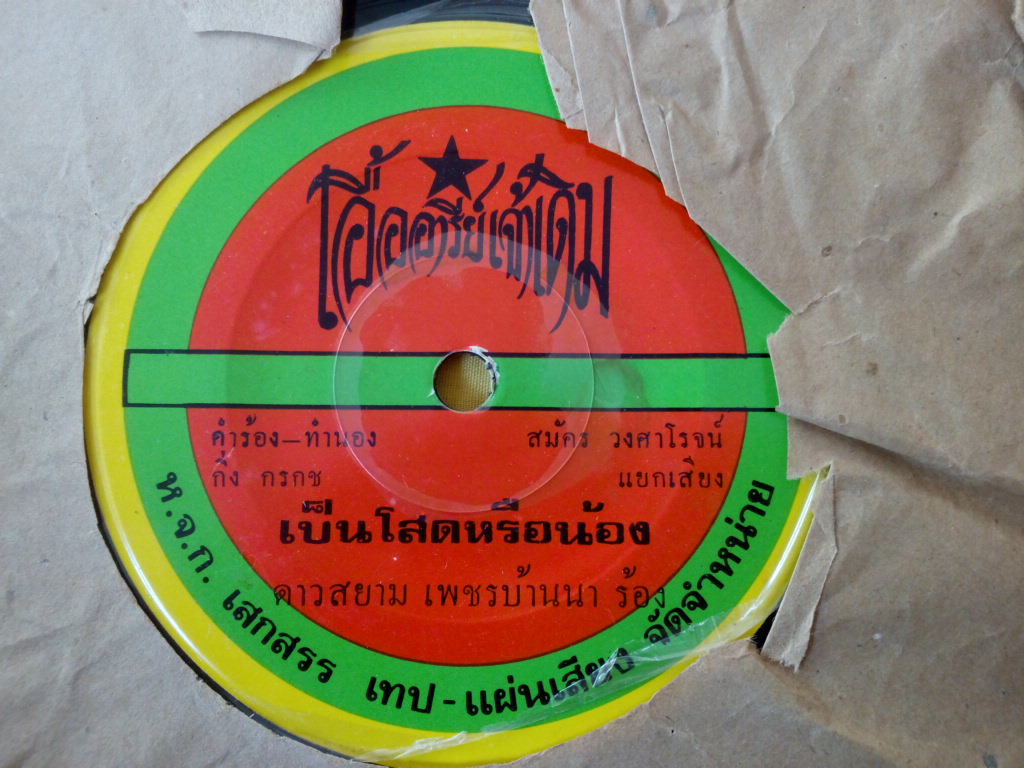 โอ้ออารีย์เจ้าเดิม
คำร้อง-ทำนอง สมัคร วงศาโรจน์
กิ่ง กรกช แยกเสียง
เป็นโสดหรือน้อง
ดาวสยาม เพชรบ้านนา ร้อง
ห.จ.ก. เสกสรร เทป-แผ่นเสียง จัดจำหน่าย